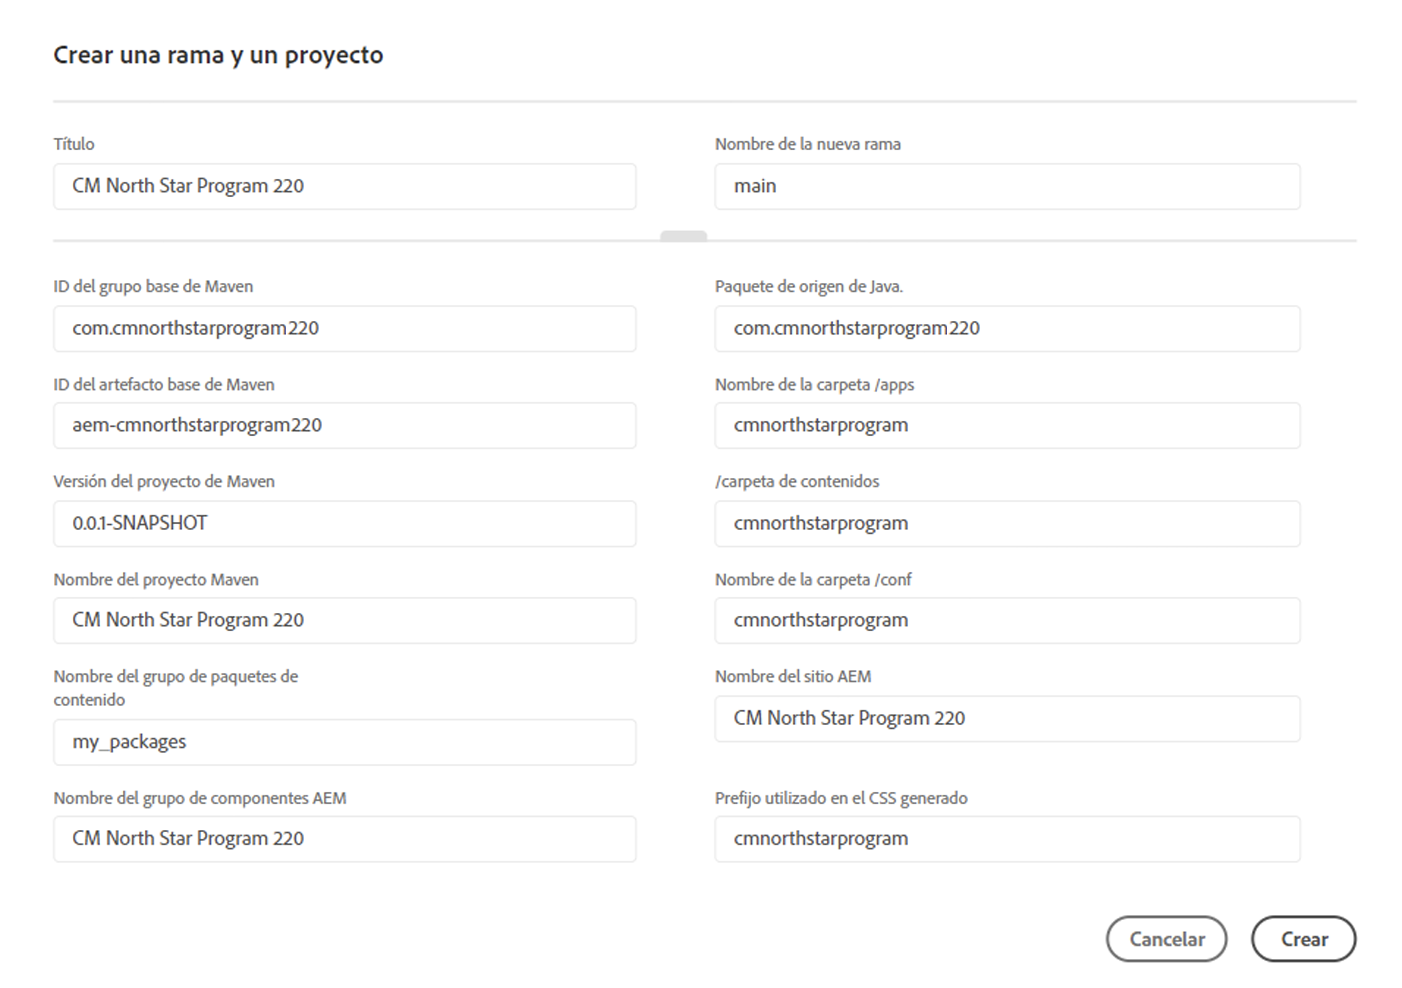 Crear una rama y un proyecto
Título
Nombre de la nueva rama
CM North Star Program 220
main
ID del grupo base de Maven
Paquete de origen de Java.
com.cmnorthstarprogram220
com.cmnorthstarprogram220
ID del artefacto base de Maven
Nombre de la carpeta /apps
aem-cmnorthstarprogram220
cmnorthstarprogram
Versión del proyecto de Maven
/carpeta de contenidos
0.0.1-SNAPSHOT
cmnorthstarprogram
Nombre del proyecto Maven
Nombre de la carpeta /conf
CM North Star Program 220
cmnorthstarprogram
Nombre del grupo de paquetes de
contenido
Nombre del sitio AEM
my_packages
CM North Star Program 220
Nombre del grupo de componentes AEM
Prefijo utilizado en el CSS generado
CM North Star Program 220
cmnorthstarprogram
Cancelar
Crear